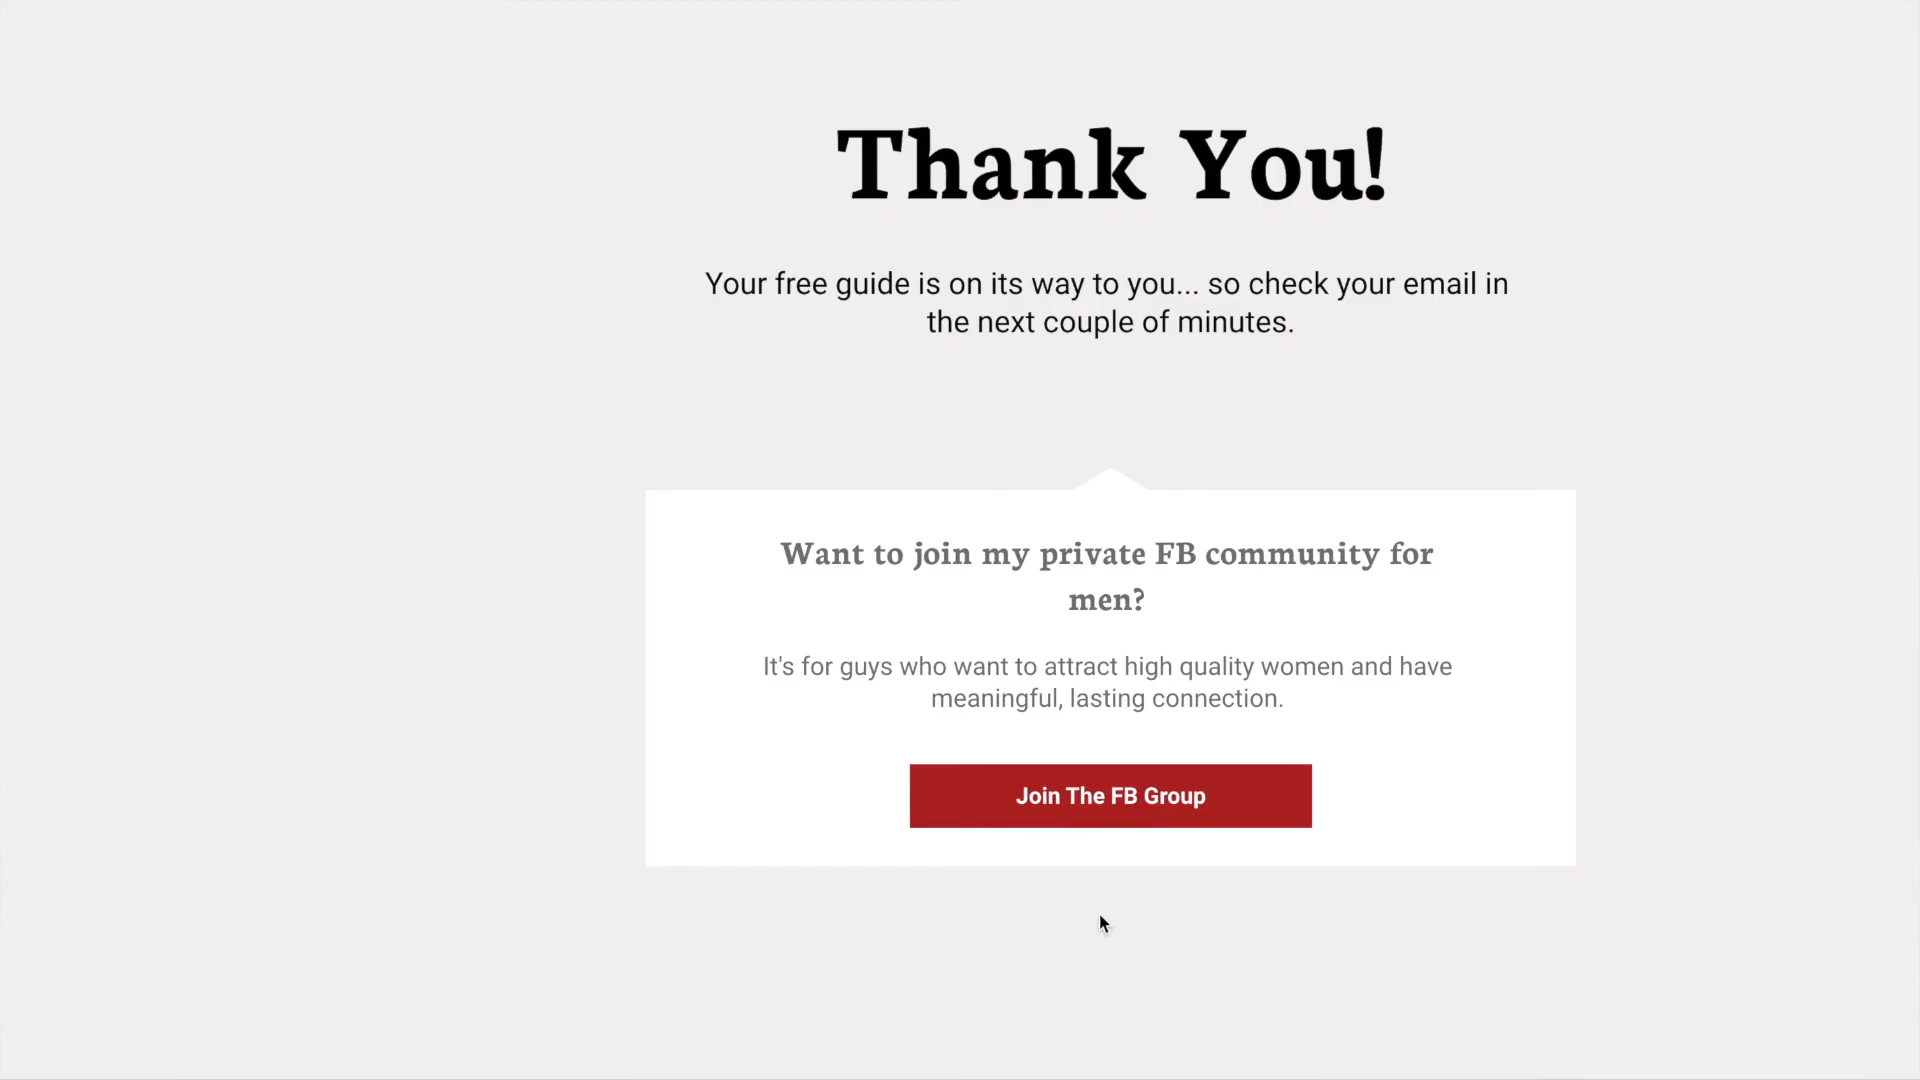 Thank You!
Your free guide is on its way to you... so check your email in
the next couple of minutes.
Want to join my private FB community for
men?
It's for guys who want to attract high quality women and have
meaningful, lasting connection.
Join The FB Group